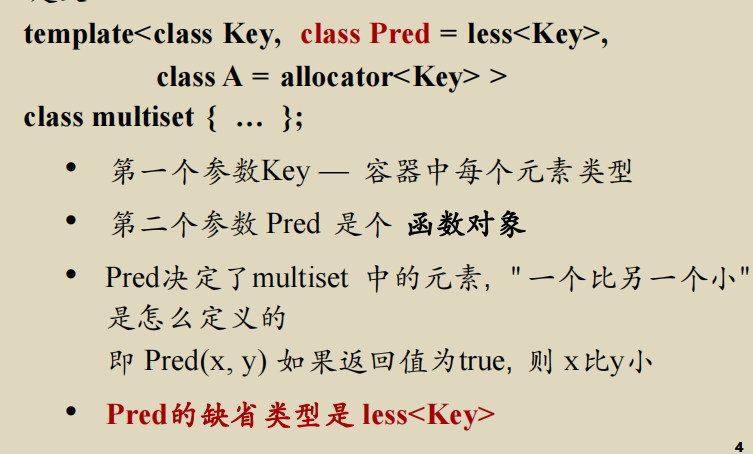 template<class Key, class Pred = less<Key>,
class A = allocator<Key> >
class multiset { … };
• 第一个参数Key — 容器中每个元素类型
• 第二个参数 Pred 是个 函数对象
• Pred决定了multiset 中的元素, "一个比另一个小"
是怎么定义的
即 Pred(x, y) 如果返回值为true, 则 x比y小
• Pred的缺省类型是 less<Key>
4